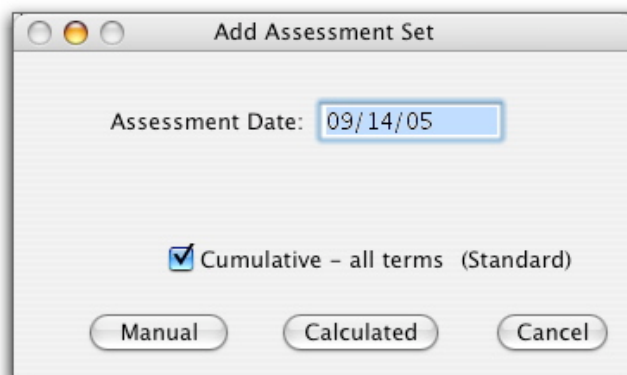 Add Assessment Set
Assessment Date: 09/14/05
Cumulative – all terms (Standard)
Manual Calculated Cancel